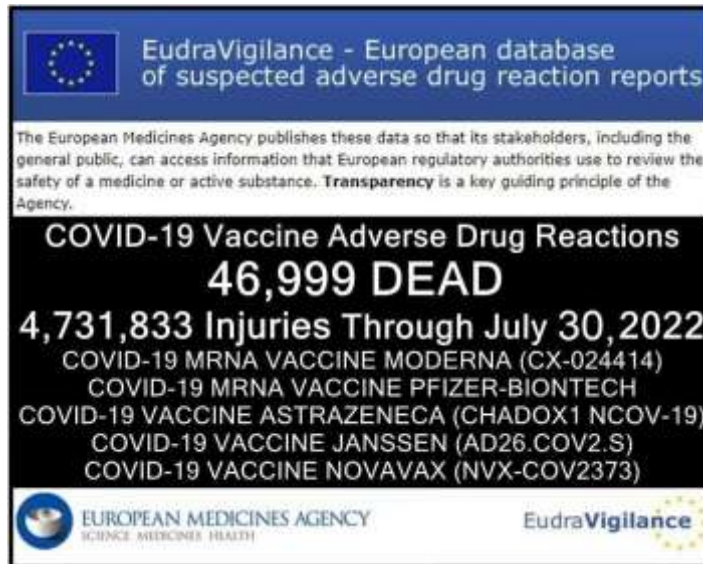 EudraVigilance - European database
of suspected adverse drug reaction reports
The European Medicines Agency publishes these data so that its stakeholders, including the
general public, can access information that European regulatory authorities use to review the
safety of a medicine or active substance. Transparency is a key guiding principle of the
Agency.
COVID-19 Vaccine Adverse Drug Reactions
46,999 DEAD
4,731,833 Injuries Through July 30, 2022
COVID-19 MRNA VACCINE MODERNA (CX-024414)
COVID-19 MRNA VACCINE PFIZER-BIONTECH
COVID-19 VACCINE ASTRAZENECA (CHADOX1 NCOV-19)
COVID-19 VACCINE JANSSEN (AD26.COV2.S)
COVID-19 VACCINE NOVAVAX (NVX-COV2373)
EUROPEAN MEDICINES AGENCY
SCIENCE MEDICINES HEALTH
EudraVigilance